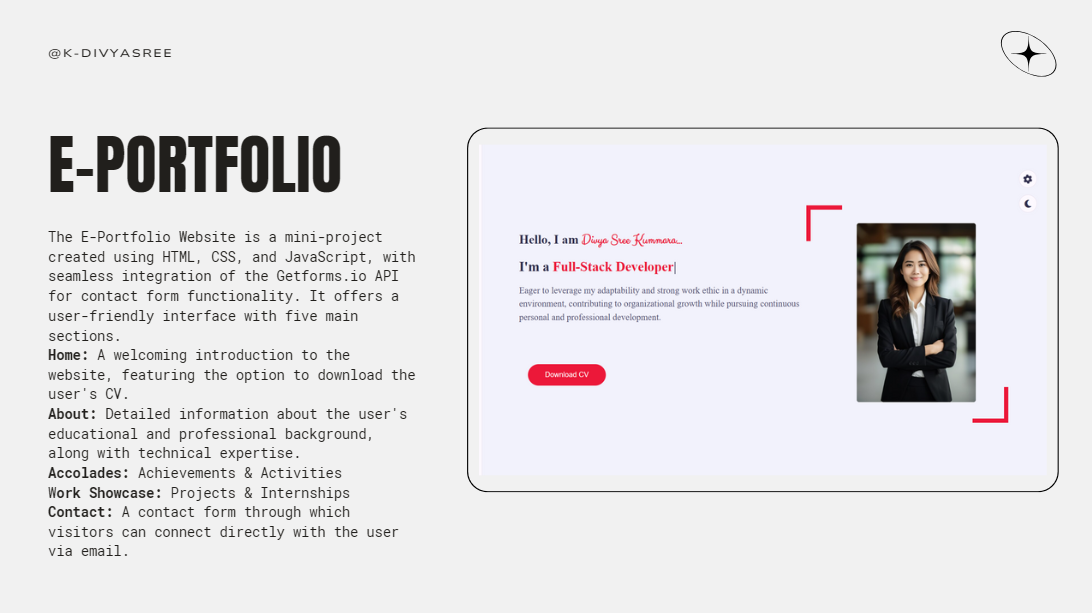 @K-DIVYASREE
E-PORTFOLIO
The E-Portfolio Website is a mini-project
created using HTML, CSS, and JavaScript, with
seamless integration of the Getforms.io API
for contact form functionality. It offers a
user-friendly interface with five main
sections.
Home: A welcoming introduction to the
website, featuring the option to download the
user's CV.
About: Detailed information about the user's
educational and professional background,
along with technical expertise.
Accolades: Achievements & Activities
Work Showcase: Projects & Internships
Contact: A contact form through which
visitors can connect directly with the user
via email.
Hello, I am Divya Sree Kummara...
I'm a Full-Stack Developer|
Eager to leverage my adaptability and strong work ethic in a dynamic
environment, contributing to organizational growth while pursuing continuous
personal and professional development.
Download CV